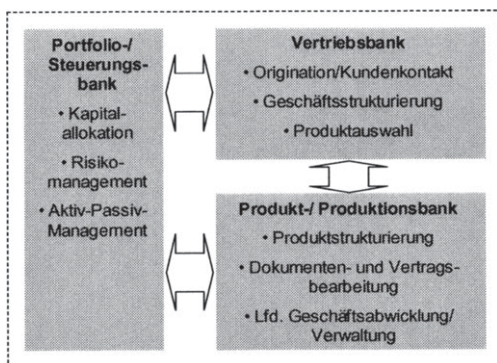 Portfolio-/
Steuerungs-
bank
• Kapital-
allokation
• Risiko-
management
• Aktiv-Passiv-
Management
Vertriebsbank
• Origination/Kundenkontakt
• Geschäftsstrukturierung
• Produktauswahl
Produkt-/ Produktionsbank
• Produktstrukturierung
• Dokumenten- und Vertrags-
bearbeitung
• Lfd. Geschäftsabwicklung/
Verwaltung